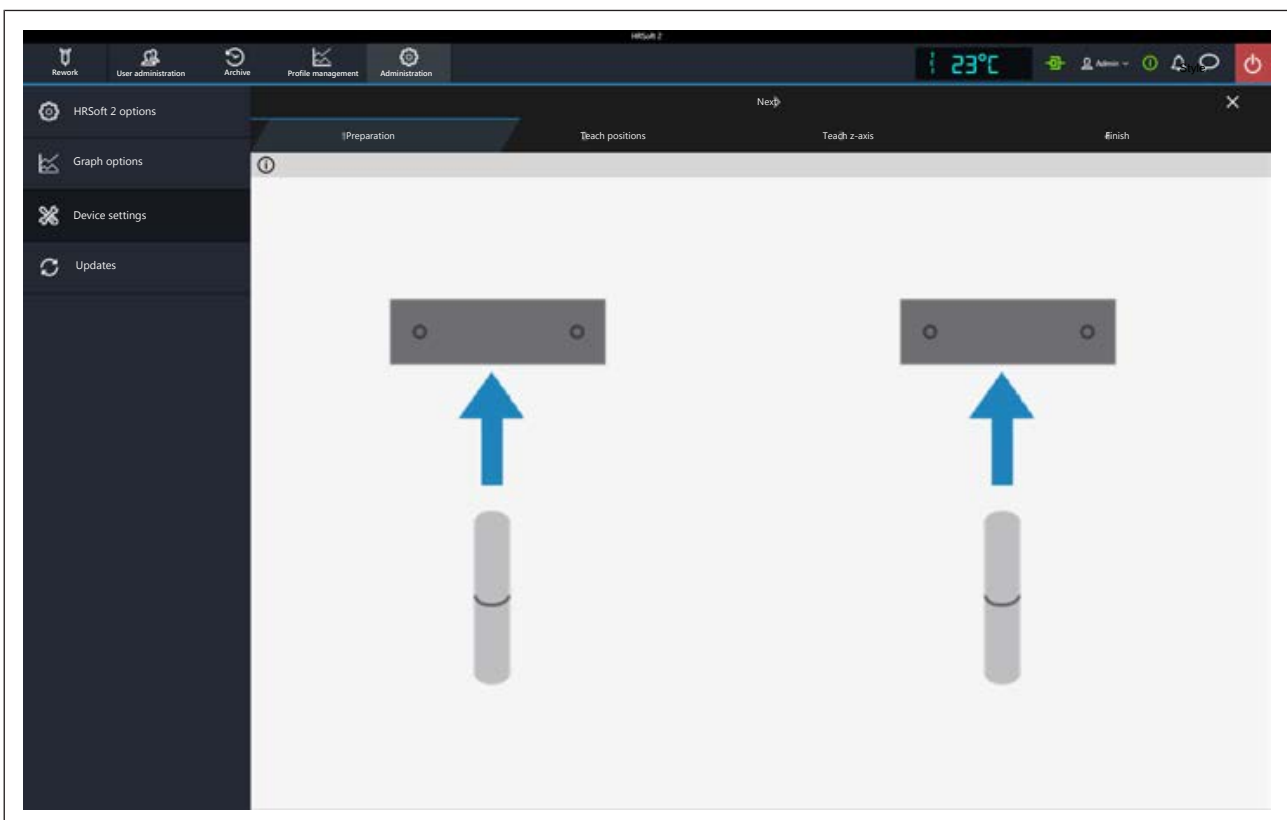 HRSoft 2
Rework
User administration
Archive
Profile management
Administration
23°C
Admin
Style
HRSoft 2 options
Graph options
Device settings
Updates
Next
Preparation
Teach positions
Teach z-axis
Finish